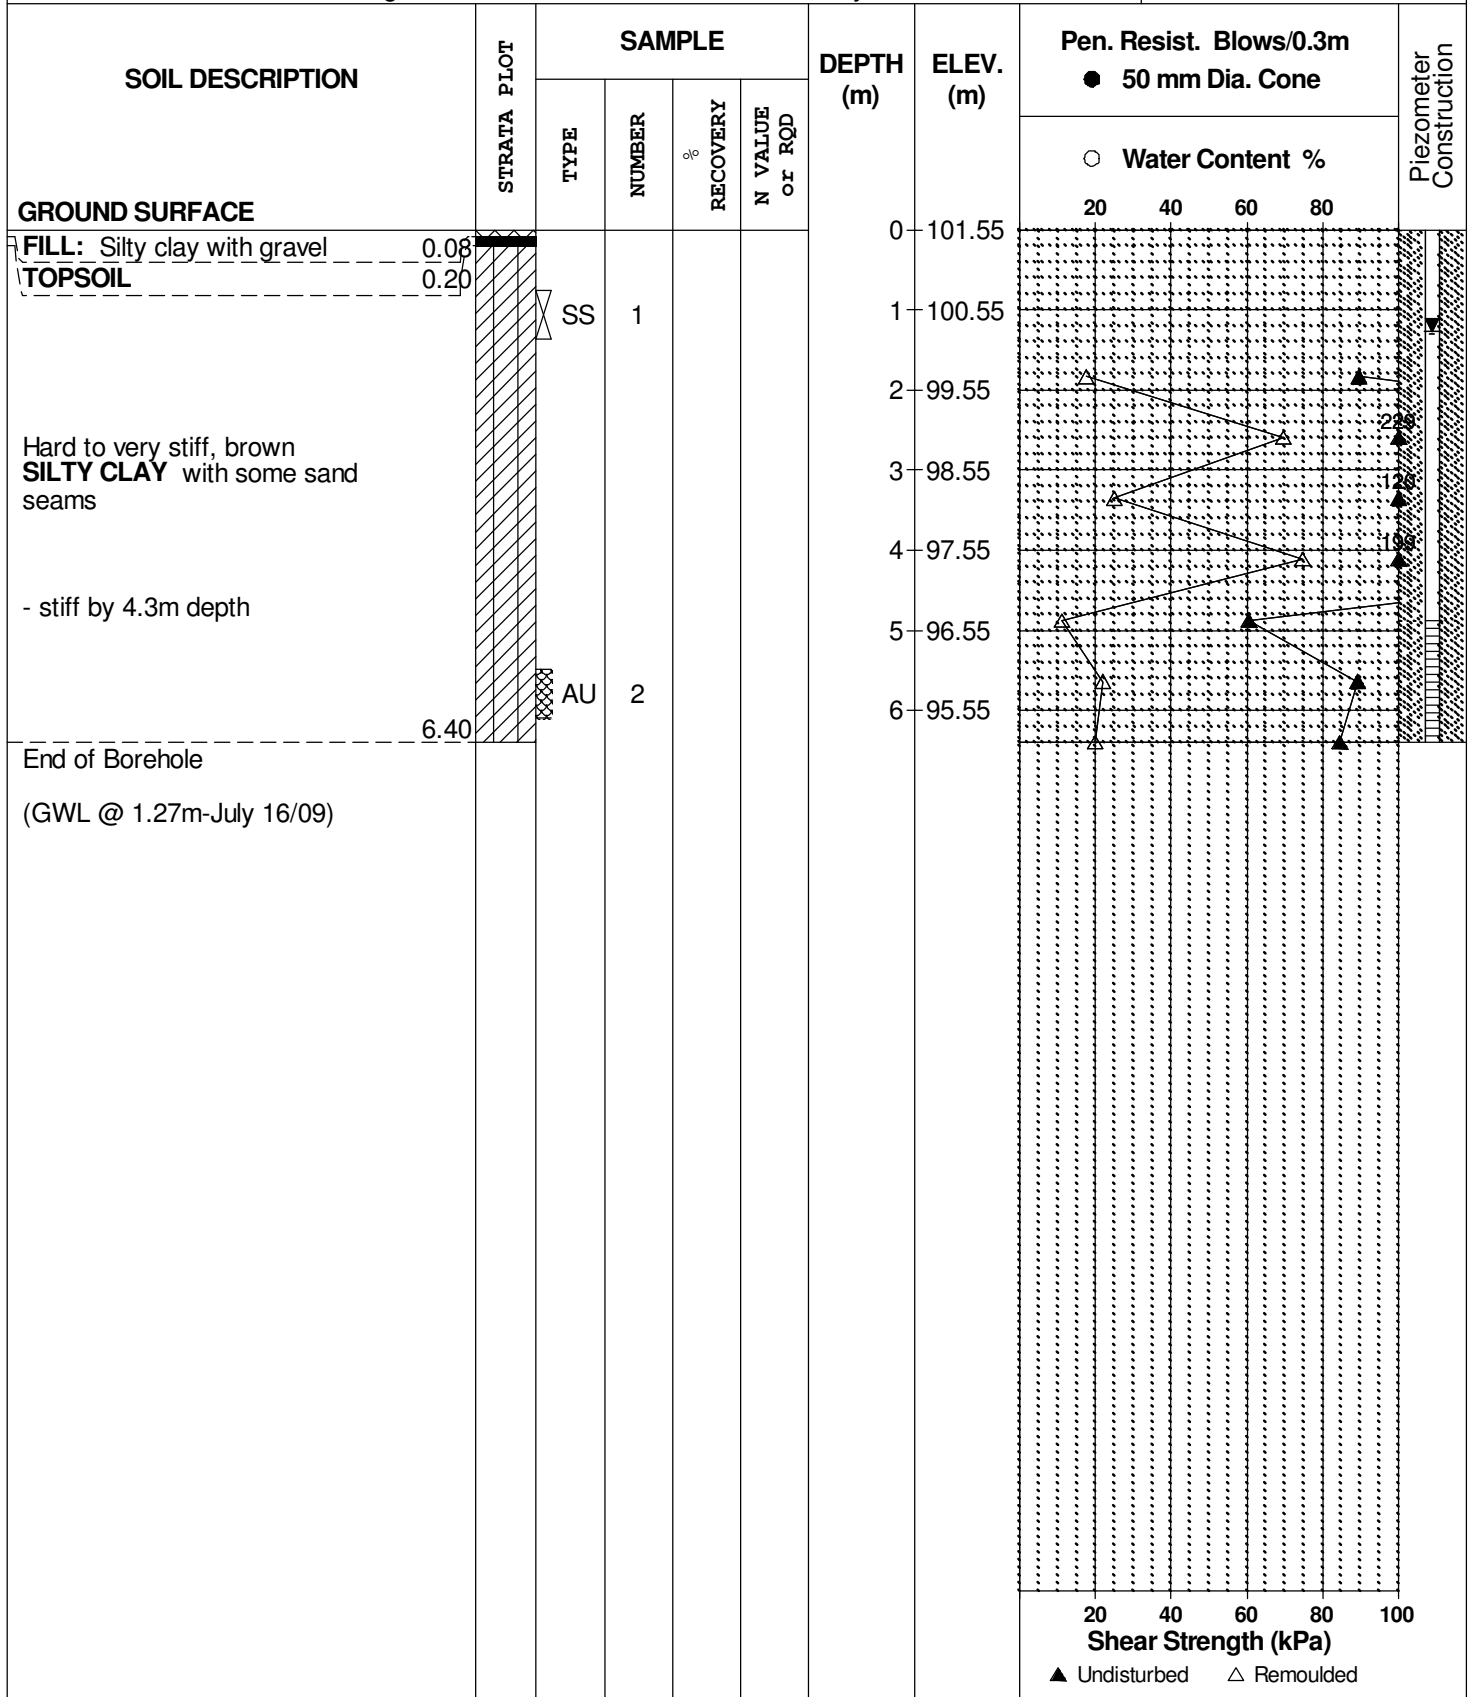 SOIL DESCRIPTION
STRATA PLOT
SAMPLE
TYPE
NUMBER
% RECOVERY
N VALUE or RQD
DEPTH (m)
ELEV. (m)
Pen. Resist. Blows/0.3m
● 50 mm Dia. Cone
○ Water Content %
Piezometer Construction
20 40 60 80
GROUND SURFACE
0 101.55
FILL: Silty clay with gravel 0.08
TOPSOIL 0.20
SS 1
1 100.55
2 99.55
Hard to very stiff, brown
SILTY CLAY with some sand
seams
229
3 98.55
120
199
4 97.55
- stiff by 4.3m depth
5 96.55
AU 2
6 95.55
6.40
End of Borehole
(GWL @ 1.27m-July 16/09)
20 40 60 80 100
Shear Strength (kPa)
▲ Undisturbed △ Remoulded